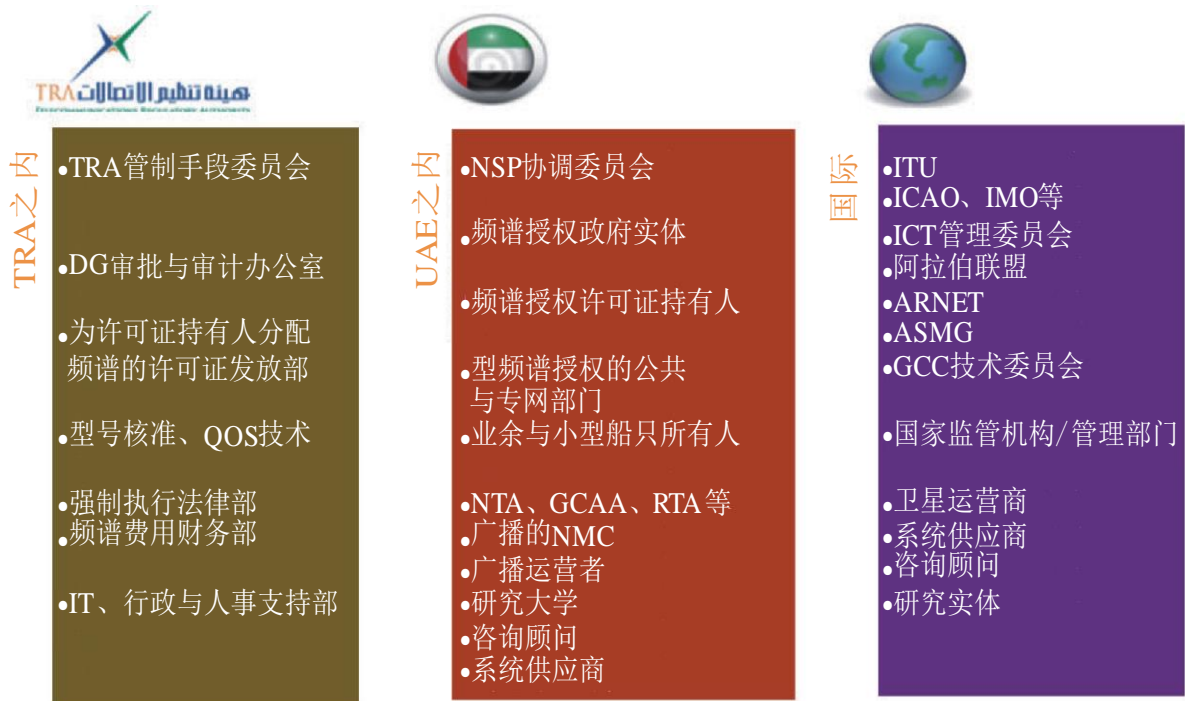 هيئة تنظيم الاتصالات TRA
TELECOMMUNICATIONS REGULATORY AUTHORITY
TRA之内
•TRA管制手段委员会
•DG审批与审计办公室
•为许可证持有人分配
频谱的许可证发放部
•型号核准、QOS技术
•强制执行法律部
•频谱费用财务部
•IT、行政与人事支持部
UAE之内
•NSP协调委员会
•频谱授权政府实体
•频谱授权许可证持有人
•型频谱授权的公共
与专网部门
•业余与小型船只所有人
•NTA、GCAA、RTA等
•广播的NMC
•广播运营者
•研究大学
•咨询顾问
•系统供应商
国际
•ITU
•ICAO、IMO等
•ICT管理委员会
•阿拉伯联盟
•ARNET
•ASMG
•GCC技术委员会
•国家监管机构/管理部门
•卫星运营商
•系统供应商
•咨询顾问
•研究实体